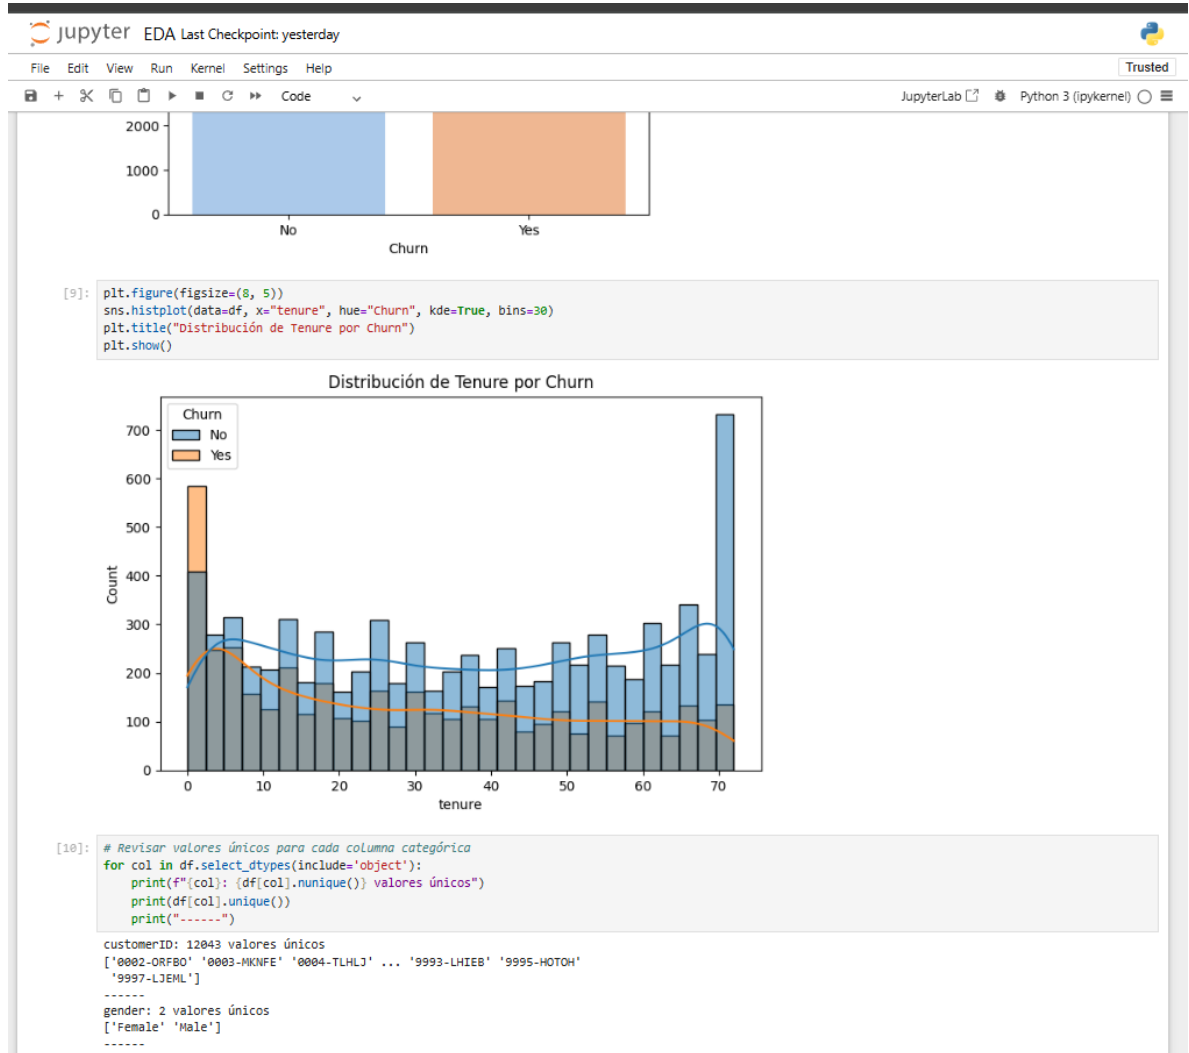 jupyter EDA Last Checkpoint: yesterday
File Edit View Run Kernel Settings Help Trusted
Code JupyterLab Python 3 (ipykernel)
2000
1000
0
No Yes
Churn
[9]: plt.figure(figsize=(8, 5))
sns.histplot(data=df, x="tenure", hue="Churn", kde=True, bins=30)
plt.title("Distribución de Tenure por Churn")
plt.show()
Distribución de Tenure por Churn
Churn
No
Yes
700
600
500
400
300
200
100
0
Count
0 10 20 30 40 50 60 70
tenure
[10]: # Revisar valores únicos para cada columna categórica
for col in df.select_dtypes(include='object'):
    print(f"{col}: {df[col].nunique()} valores únicos")
    print(df[col].unique())
    print("------")
customerID: 12043 valores únicos
['0002-ORFBO' '0003-MKNFE' '0004-TLHLJ' ... '9993-LHIEB' '9995-HOTOH'
 '9997-LJEML']
------
gender: 2 valores únicos
['Female' 'Male']
------